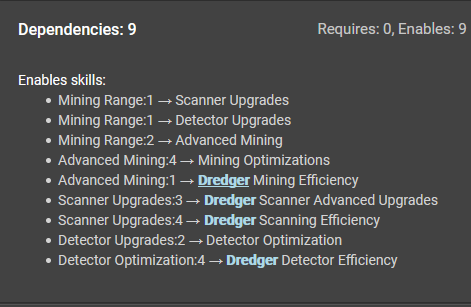 Dependencies: 9
Requires: 0, Enables: 9
Enables skills:
• Mining Range:1 → Scanner Upgrades
• Mining Range:1 → Detector Upgrades
• Mining Range:2 → Advanced Mining
• Advanced Mining:4 → Mining Optimizations
• Advanced Mining:1 → Dredger Mining Efficiency
• Scanner Upgrades:3 → Dredger Scanner Advanced Upgrades
• Scanner Upgrades:4 → Dredger Scanning Efficiency
• Detector Upgrades:2 → Detector Optimization
• Detector Optimization:4 → Dredger Detector Efficiency